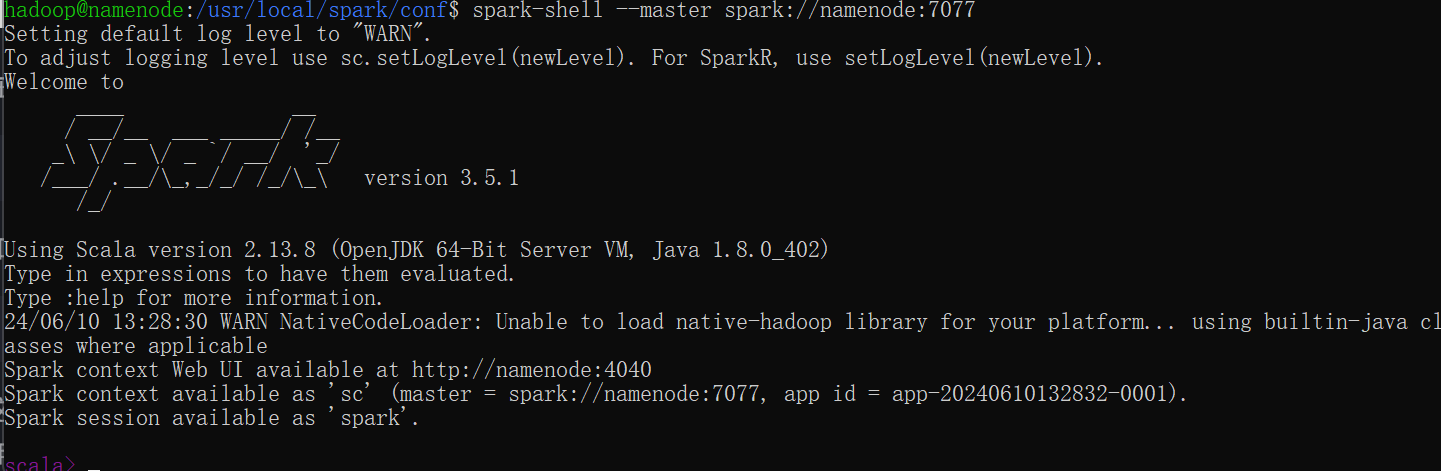 hadoop@namenode:/usr/local/spark/conf$ spark-shell --master spark://namenode:7077
Setting default log level to "WARN".
To adjust logging level use sc.setLogLevel(newLevel). For SparkR, use setLogLevel(newLevel).
Welcome to
      ____              __
     / __/__  ___ _____/ /__
    _\ \/ _ \/ _ `/ __/  '_/
   /___/ .__/\_,_/_/ /_/\_\   version 3.5.1
      /_/
Using Scala version 2.13.8 (OpenJDK 64-Bit Server VM, Java 1.8.0_402)
Type in expressions to have them evaluated.
Type :help for more information.
24/06/10 13:28:30 WARN NativeCodeLoader: Unable to load native-hadoop library for your platform... using builtin-java cl
asses where applicable
Spark context Web UI available at http://namenode:4040
Spark context available as 'sc' (master = spark://namenode:7077, app id = app-20240610132832-0001).
Spark session available as 'spark'.
scala> _